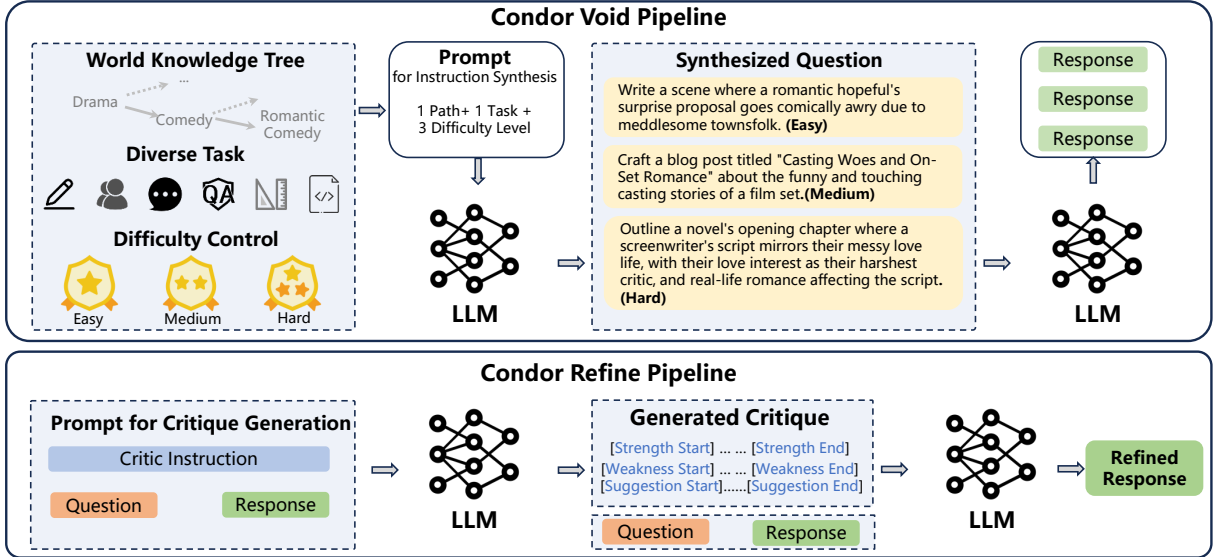 Condor Void Pipeline
World Knowledge Tree
...
Drama
Comedy
Romantic
Comedy
Diverse Task
QA
</>
Difficulty Control
Easy
Medium
Hard
Prompt
for Instruction Synthesis
1 Path+ 1 Task +
3 Difficulty Level
LLM
Synthesized Question
Write a scene where a romantic hopeful's
surprise proposal goes comically awry due to
meddlesome townsfolk. (Easy)
Craft a blog post titled "Casting Woes and On-
Set Romance" about the funny and touching
casting stories of a film set.(Medium)
Outline a novel's opening chapter where a
screenwriter's script mirrors their messy love
life, with their love interest as their harshest
critic, and real-life romance affecting the script.
(Hard)
Response
Response
Response
LLM
Condor Refine Pipeline
Prompt for Critique Generation
Critic Instruction
Question
Response
LLM
Generated Critique
[Strength Start] ... ... [Strength End]
[Weakness Start] ... ... [Weakness End]
[Suggestion Start]......[Suggestion End]
Question
Response
LLM
Refined
Response